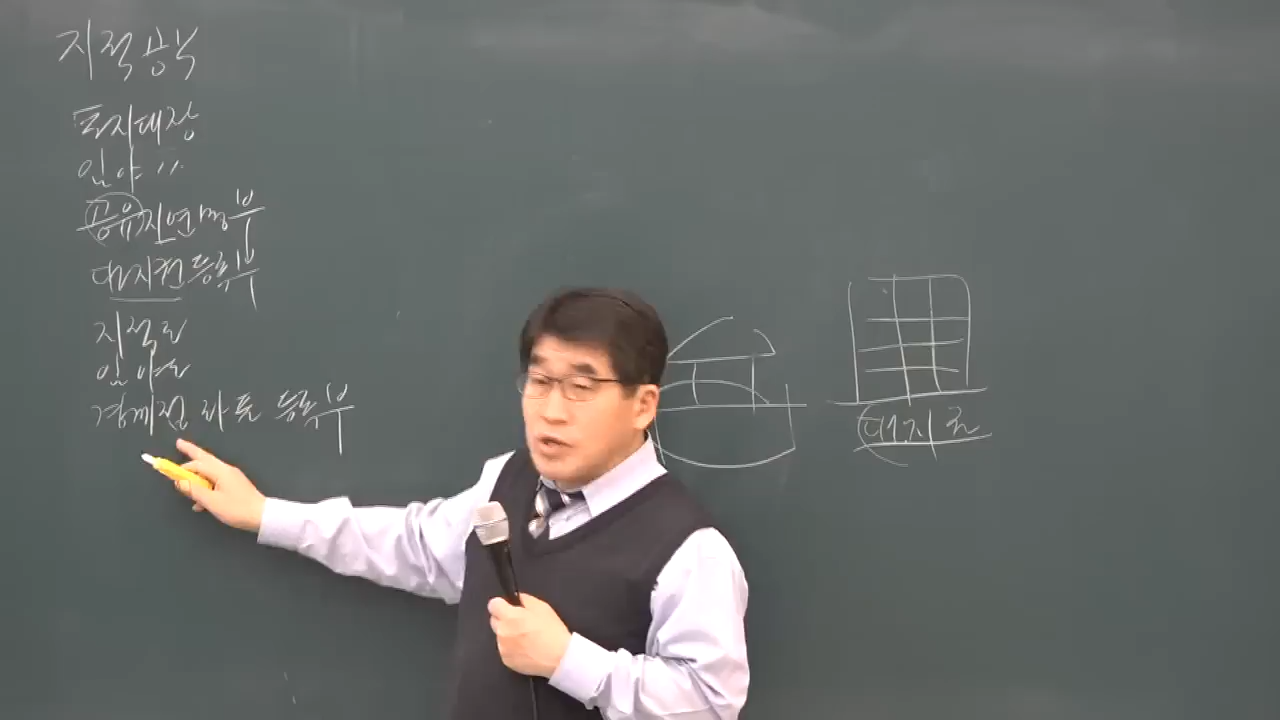 지적공부
토지대장
임야 〃
공유지연명부
대지권등록부
지적도
임야도
경계점 좌표 등록부
대지권